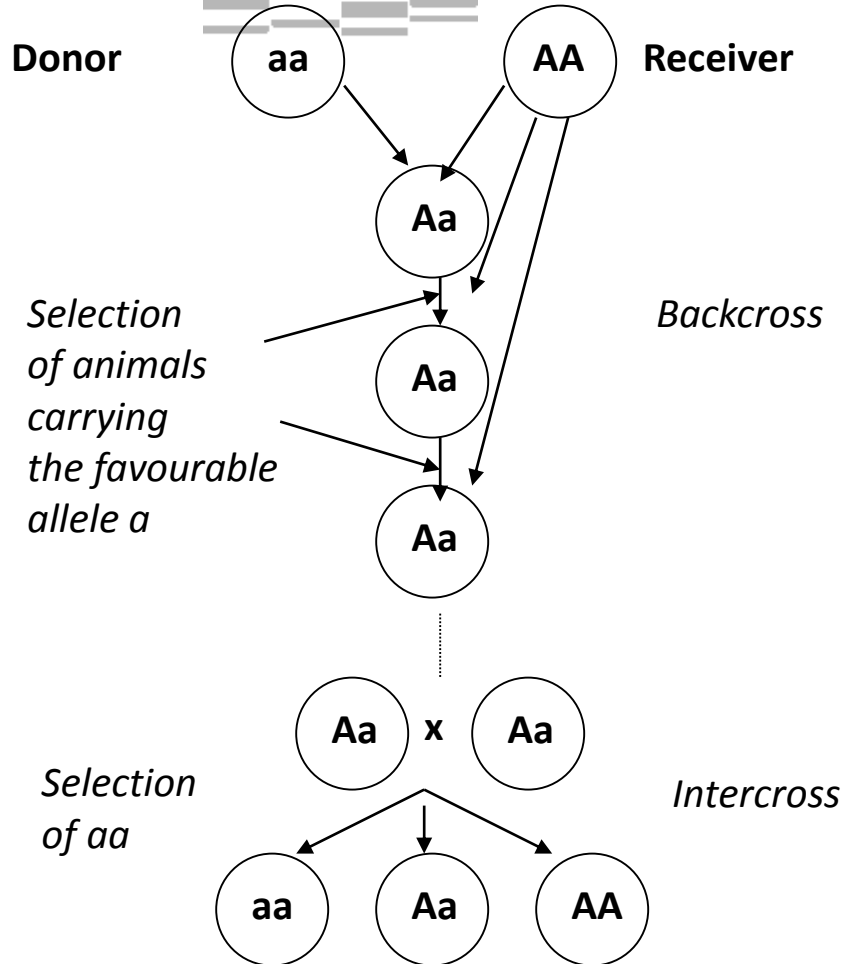 Donor aa AA Receiver
Aa
Selection
of animals
carrying
the favourable
allele a
Backcross
Aa
Aa
Aa x Aa
Selection
of aa
Intercross
aa Aa AA